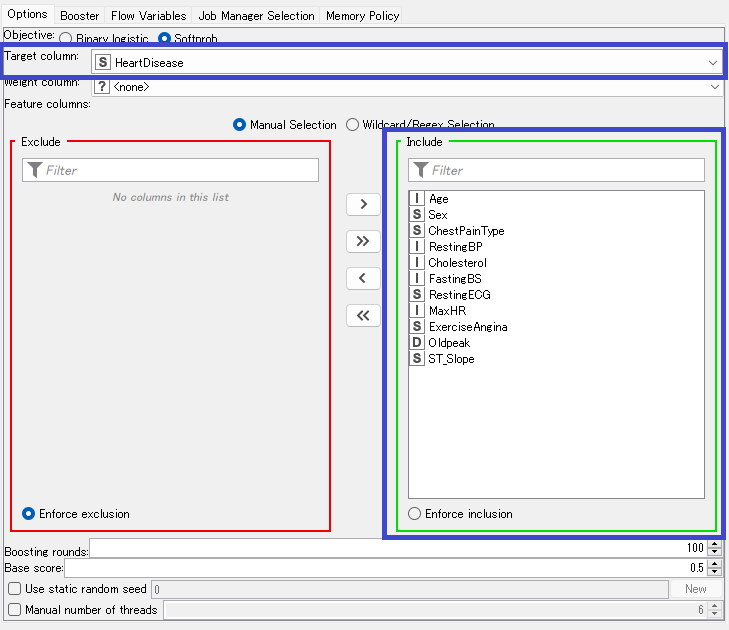 Options Booster Flow Variables Job Manager Selection Memory Policy
Objective: Binary logistic Softprob
Target column: S HeartDisease
Weight column: ? <none>
Feature columns:
Manual Selection Wildcard/Regex Selection
Exclude
Filter
No columns in this list
Enforce exclusion
>
>>
<
<<
Include
Filter
I Age
S Sex
S ChestPainType
I RestingBP
I Cholesterol
I FastingBS
S RestingECG
I MaxHR
S ExerciseAngina
D Oldpeak
S ST_Slope
Enforce inclusion
Boosting rounds: 100
Base score: 0.5
Use static random seed 0 New
Manual number of threads 6